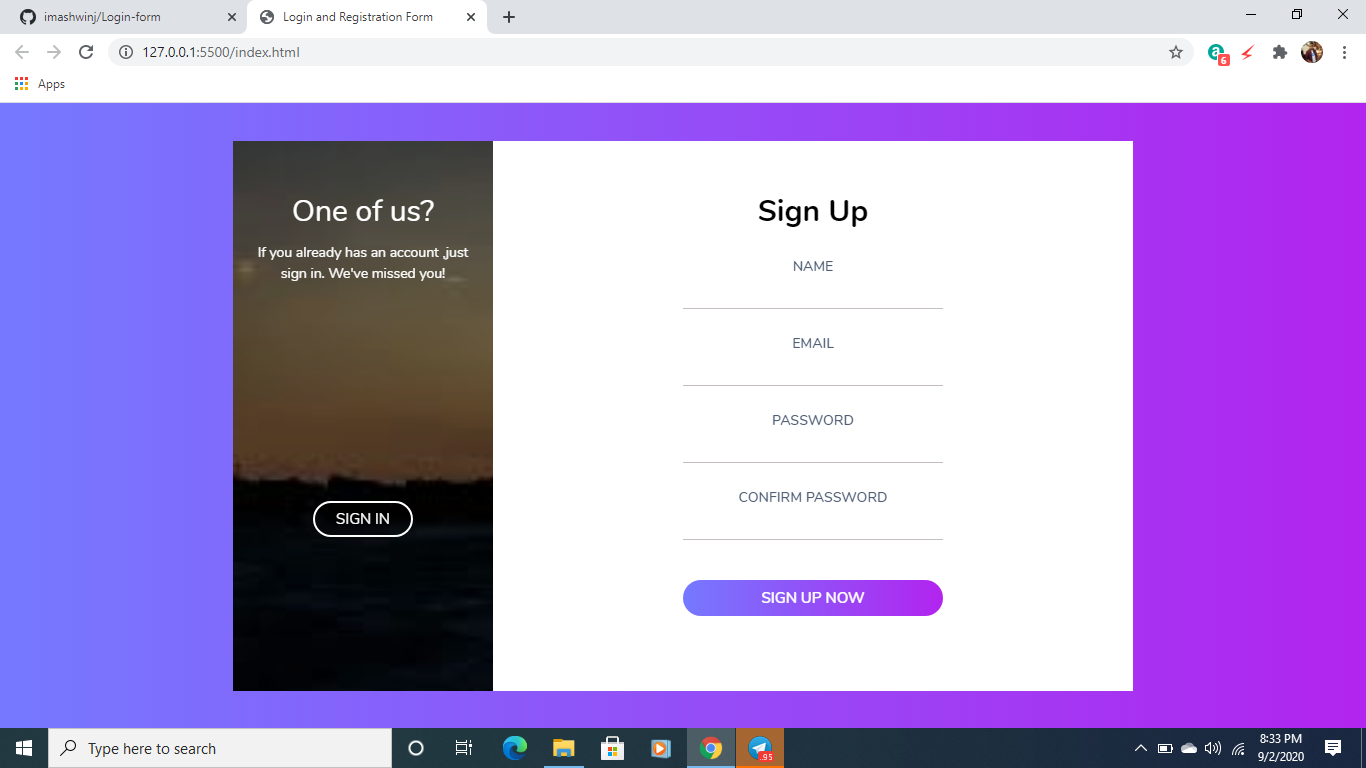 imashwinj/Login-form
Login and Registration Form
127.0.0.1:5500/index.html
a
6
Apps
One of us?
If you already has an account ,just
sign in. We've missed you!
SIGN IN
Sign Up
NAME
EMAIL
PASSWORD
CONFIRM PASSWORD
SIGN UP NOW
Type here to search
..95
8:33 PM
9/2/2020